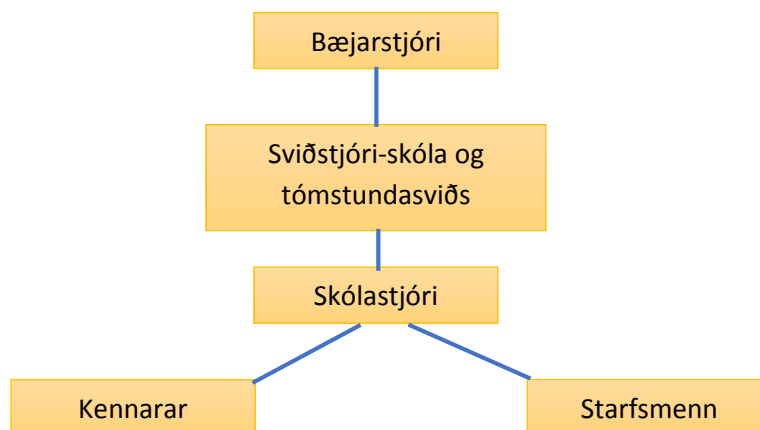 Bæjarstjóri
Sviðstjóri-skóla og
tómstundasviðs
Skólastjóri
Kennarar
Starfsmenn